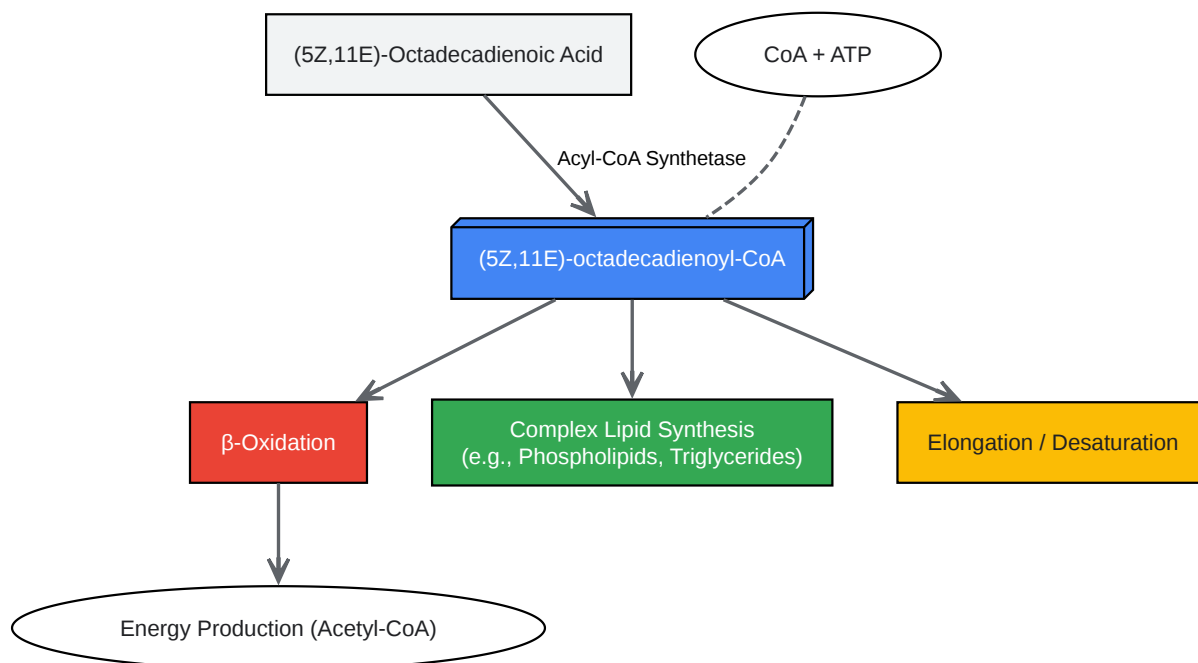 (5Z,11E)-Octadecadienoic Acid
CoA + ATP
Acyl-CoA Synthetase
(5Z,11E)-octadecadienoyl-CoA
β-Oxidation
Complex Lipid Synthesis
(e.g., Phospholipids, Triglycerides)
Elongation / Desaturation
Energy Production (Acetyl-CoA)